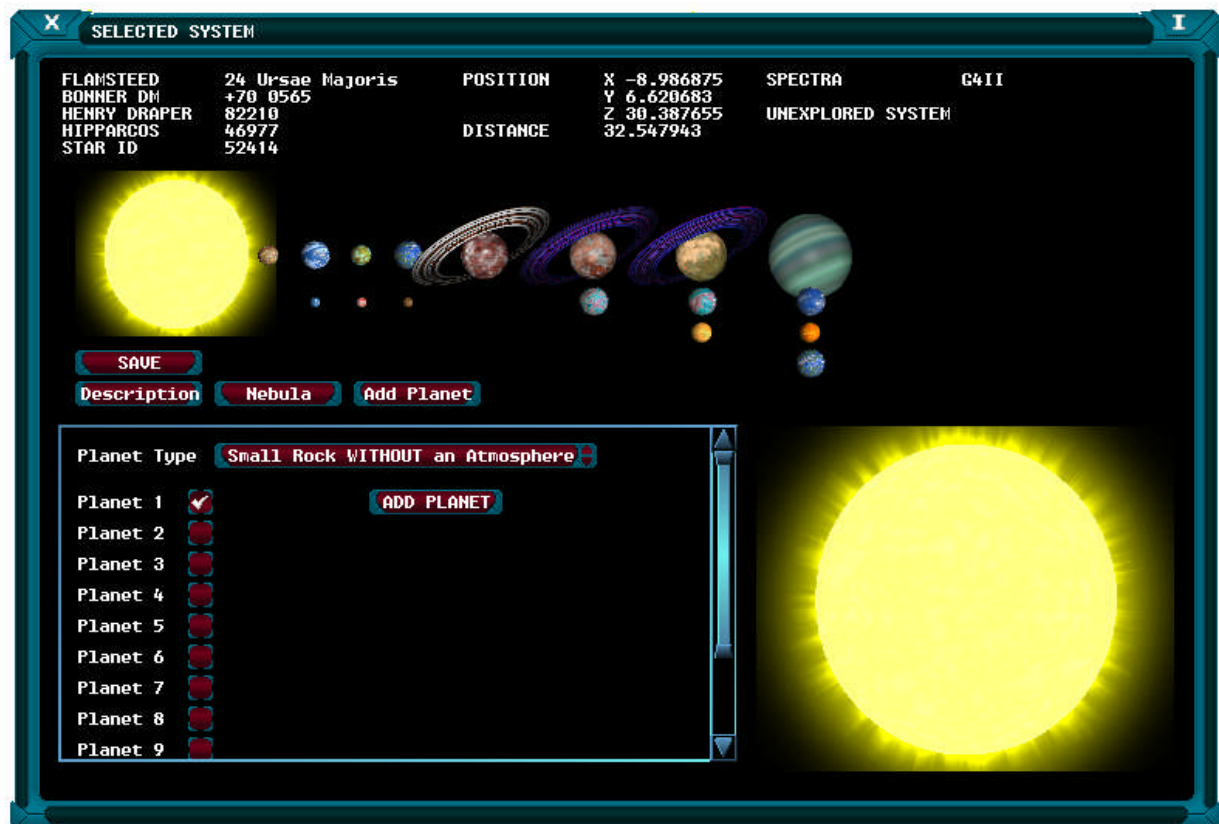 X SELECTED SYSTEM I
FLAMSTEED 24 Ursae Majoris POSITION X -8.986875 SPECTRA G4II
BONNER DM +70 0565 Y 6.620683
HENRY DRAPER 82210 Z 30.387655 UNEXPLORED SYSTEM
HIPPARCOS 46977 DISTANCE 32.547943
STAR ID 52414
SAVE
Description Nebula Add Planet
Planet Type Small Rock WITHOUT an Atmosphere
Planet 1 ADD PLANET
Planet 2
Planet 3
Planet 4
Planet 5
Planet 6
Planet 7
Planet 8
Planet 9